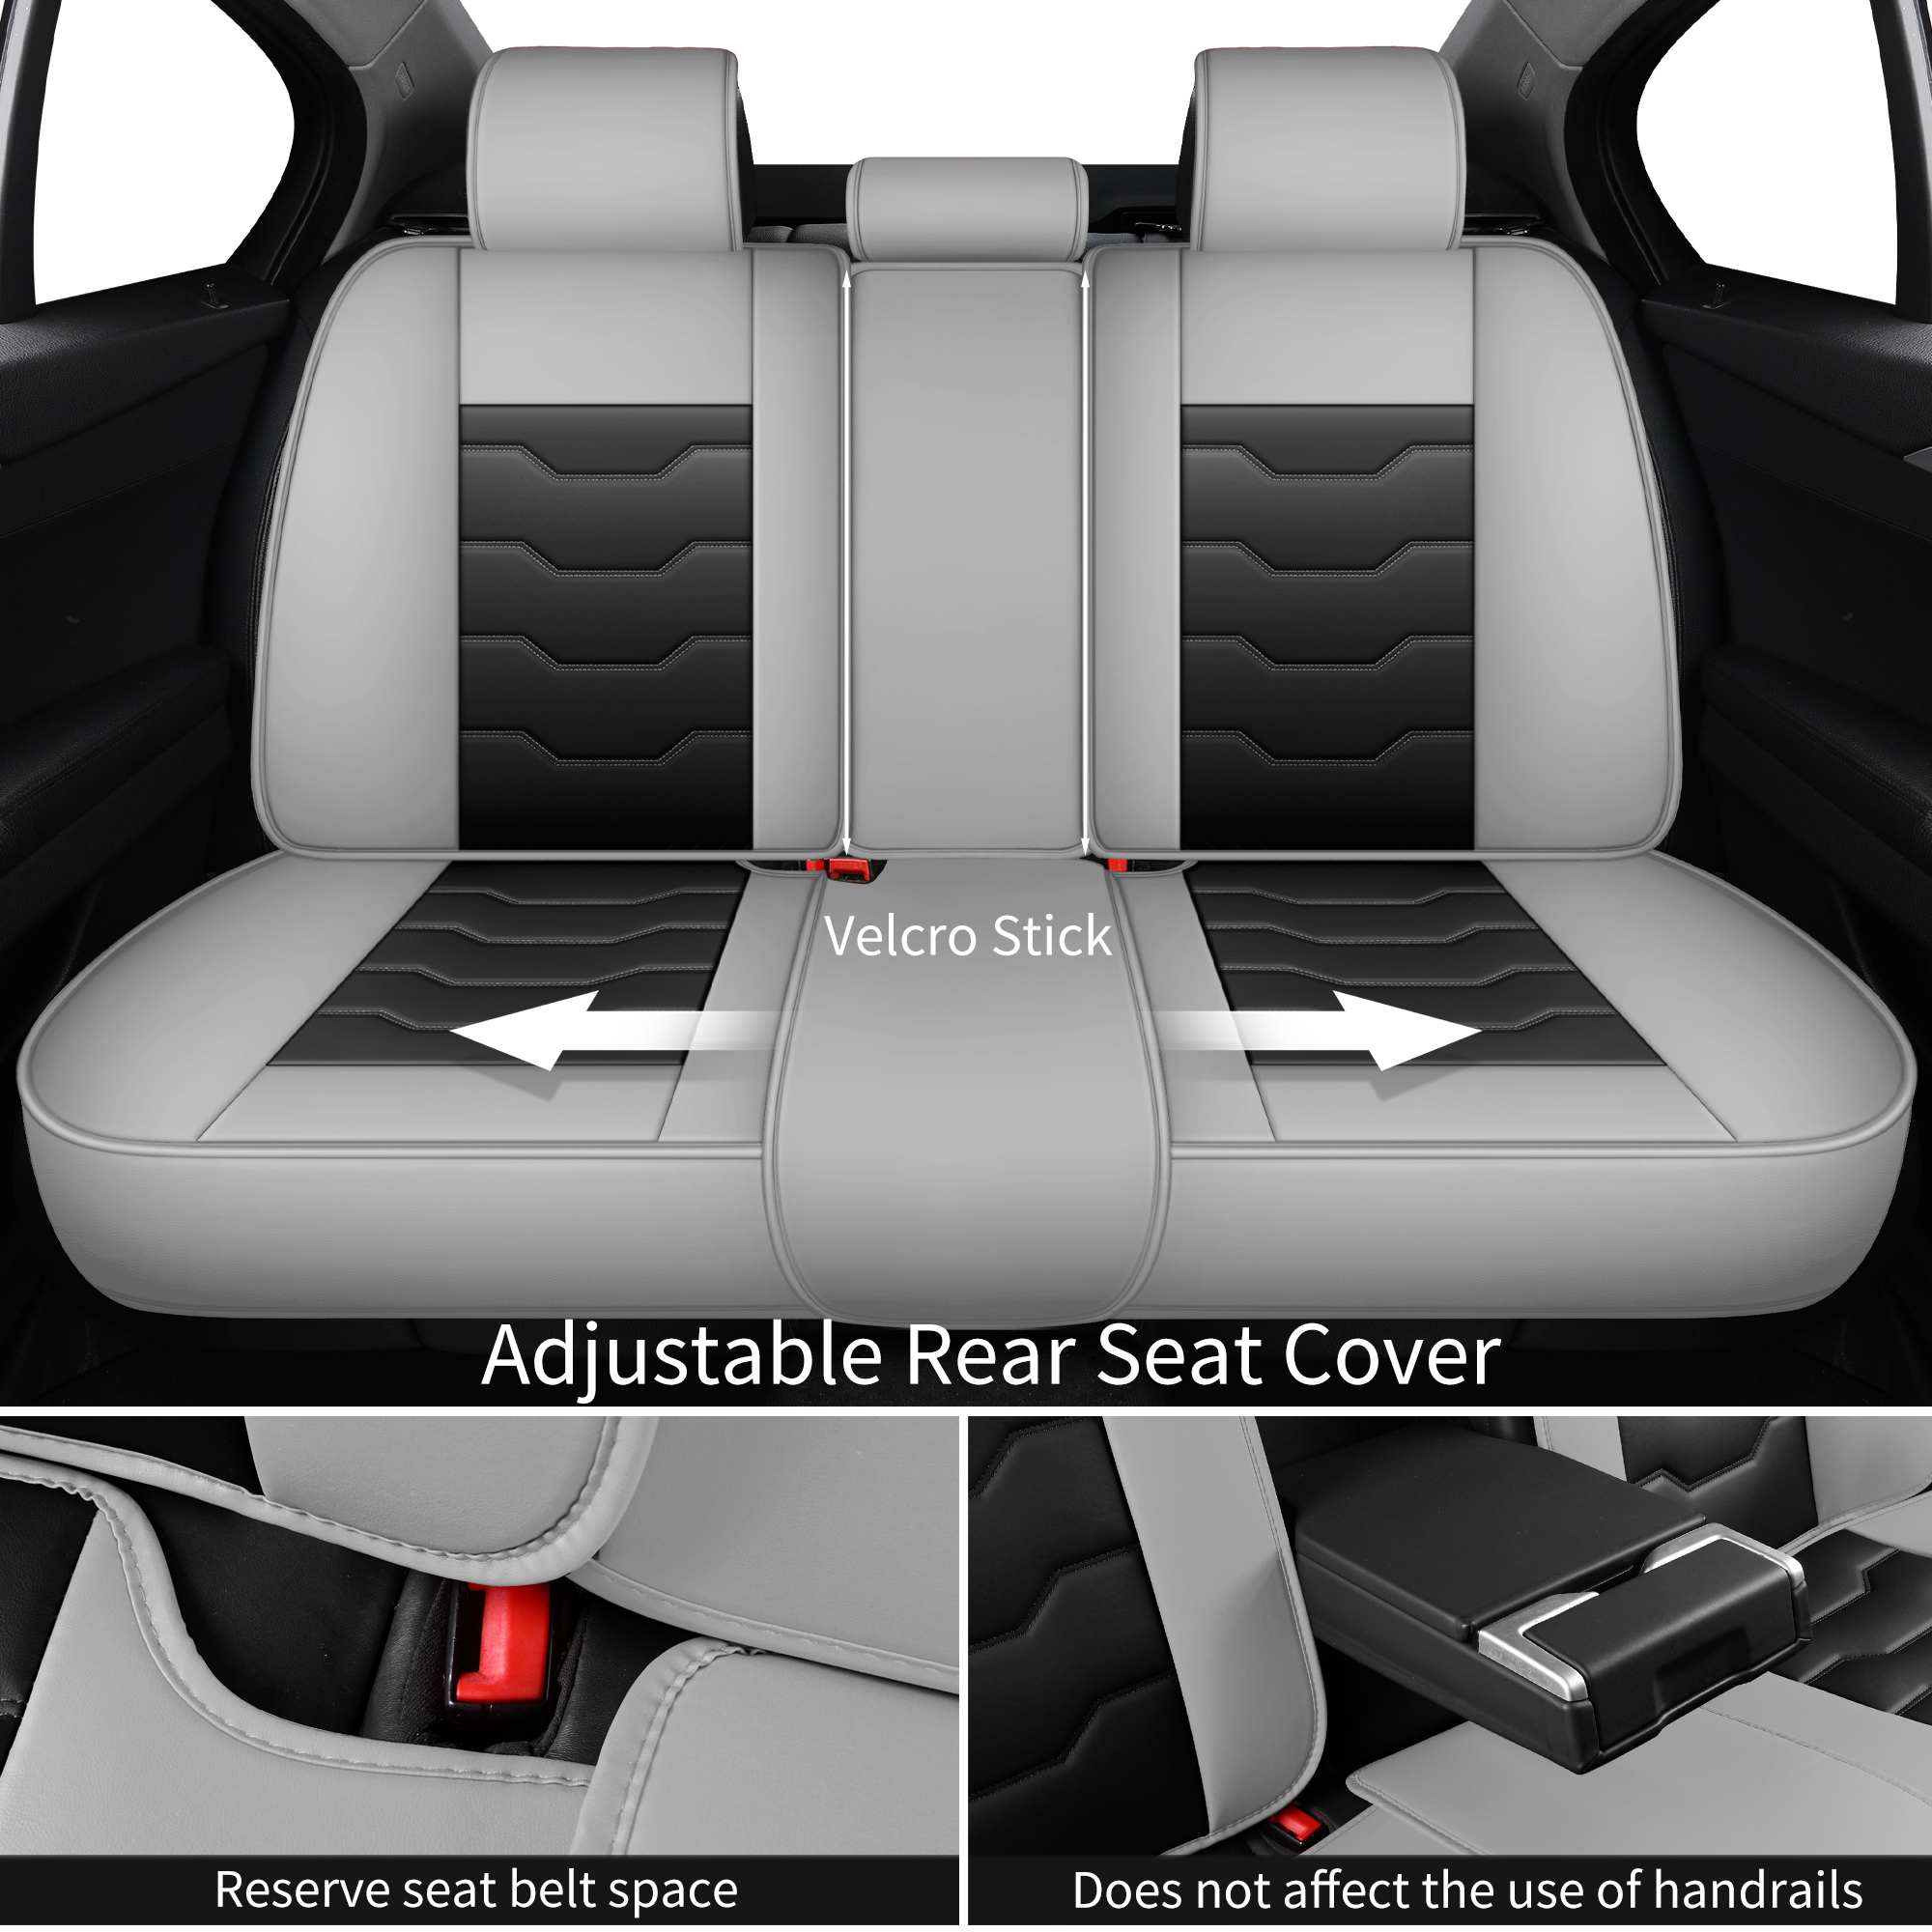 Velcro Stick
Adjustable Rear Seat Cover
Reserve seat belt space
Does not affect the use of handrails